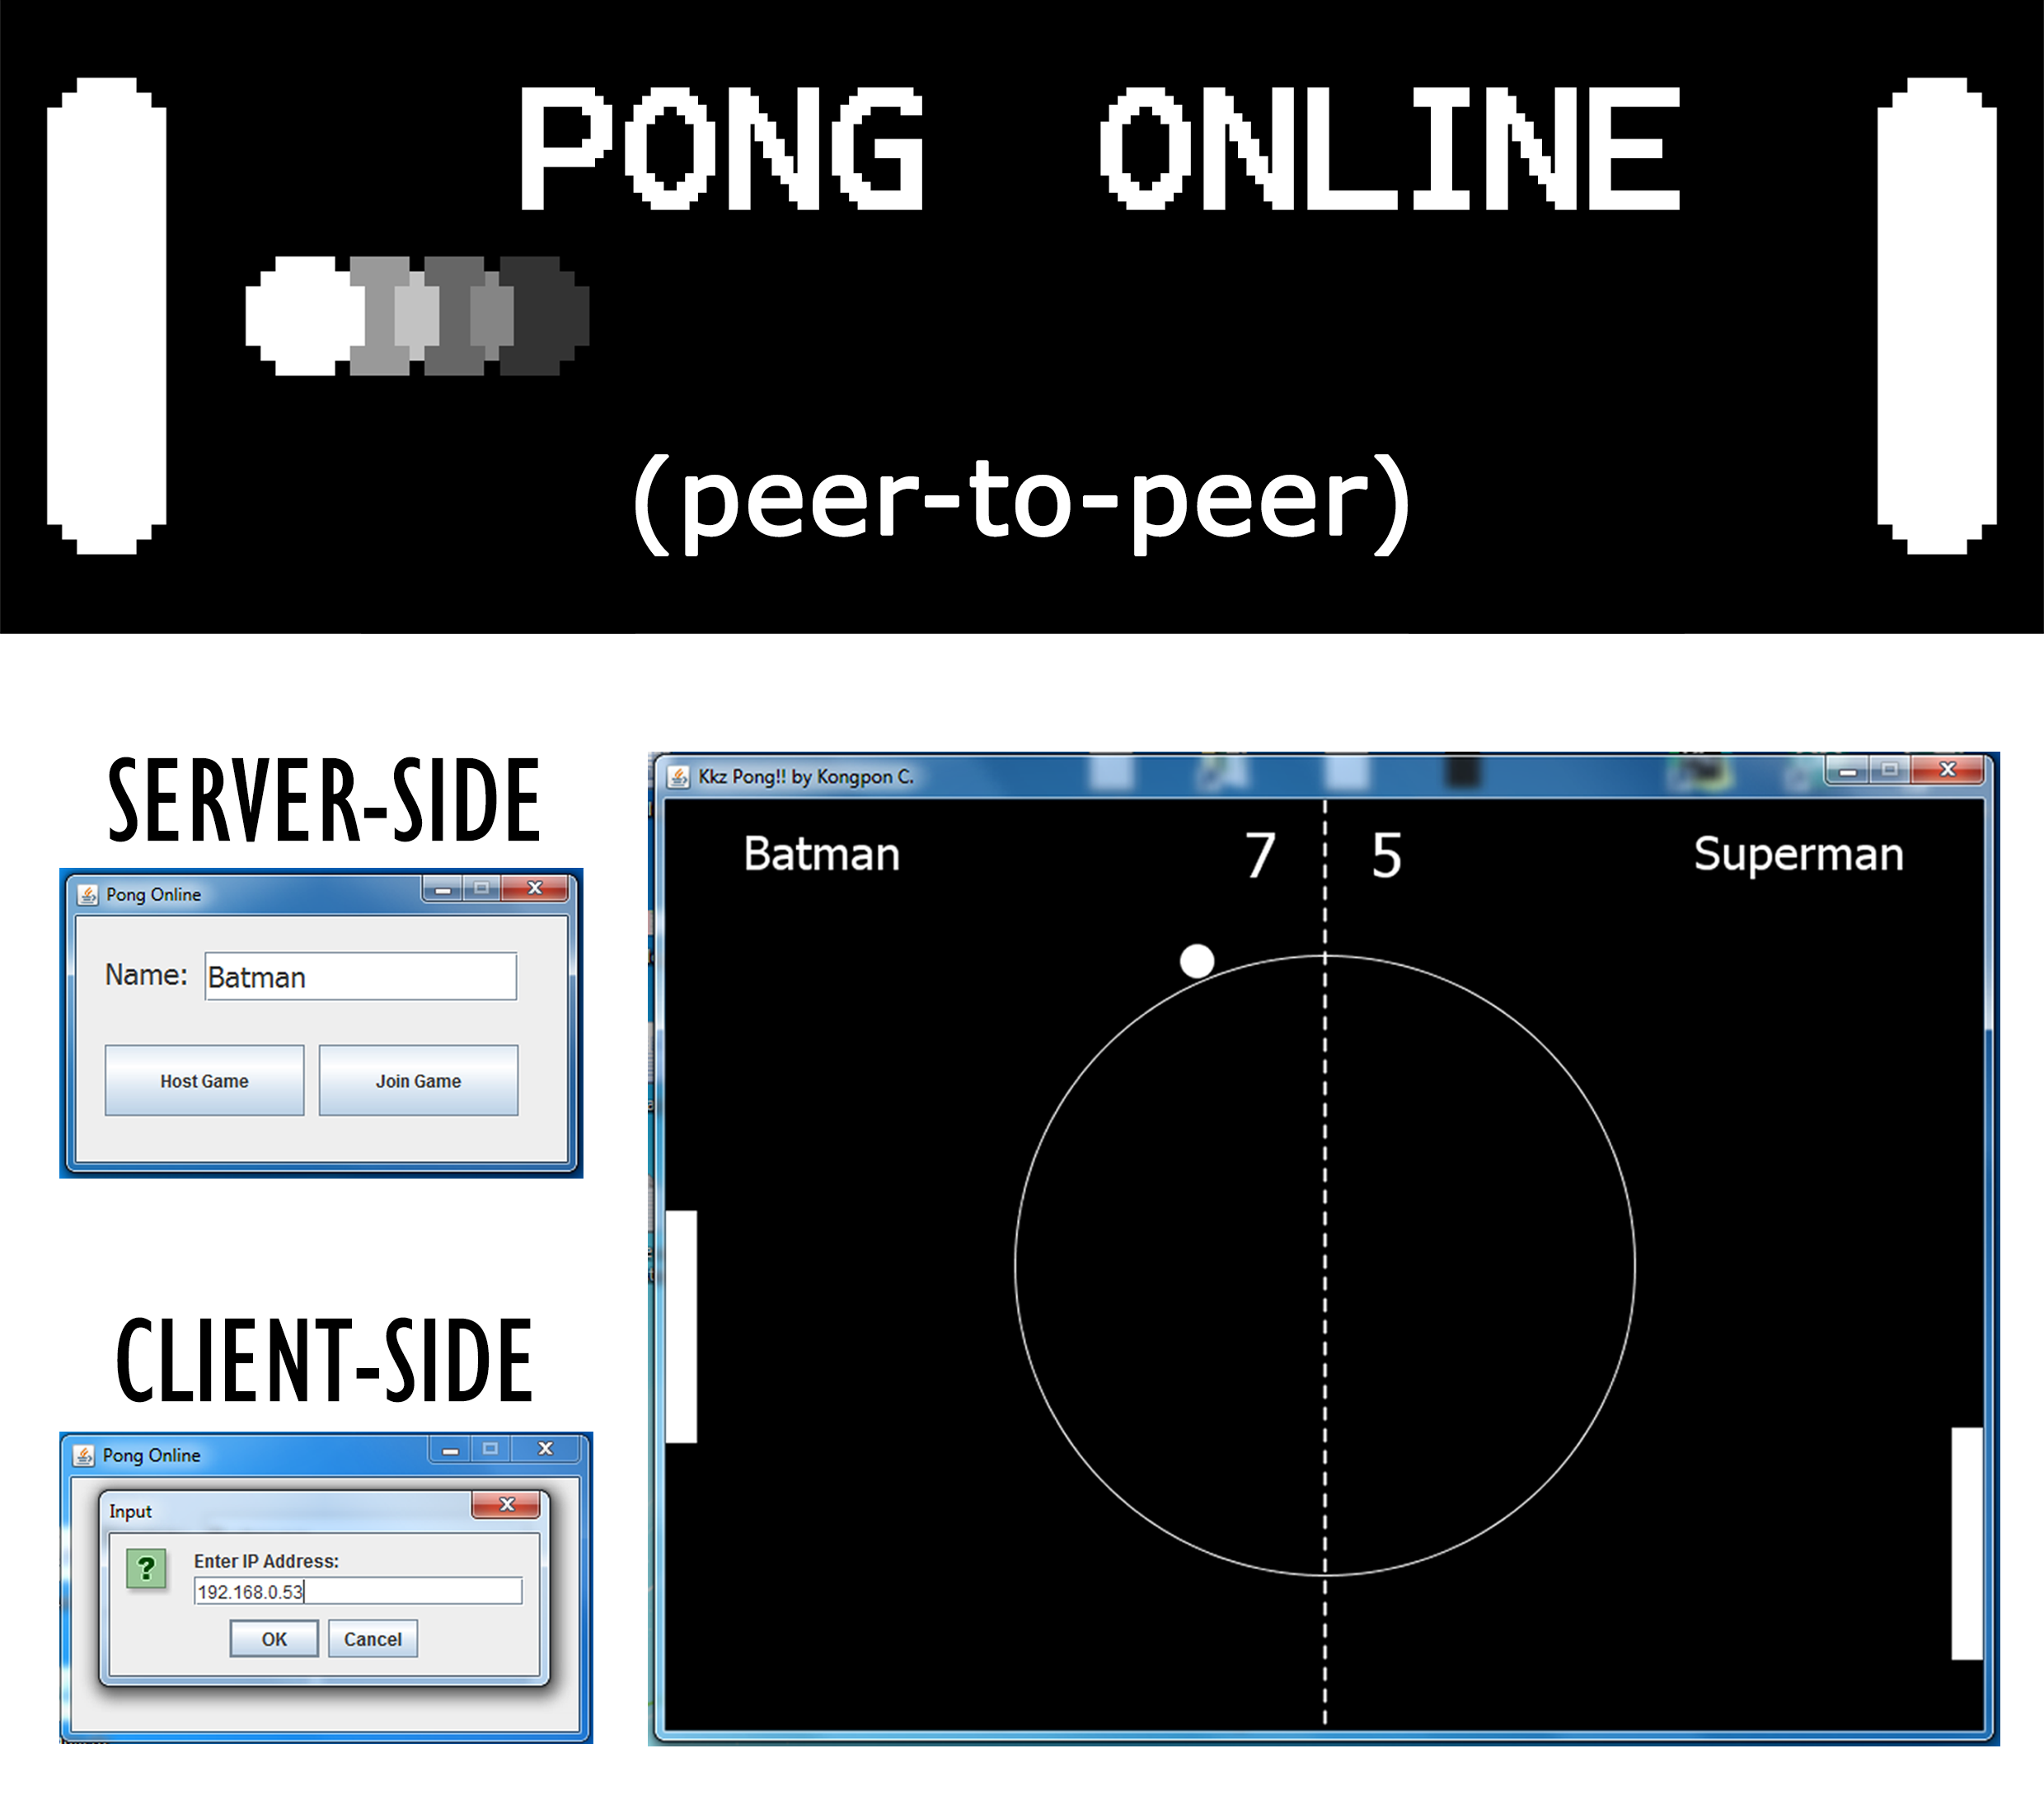 PONG ONLINE
(peer-to-peer)
SERVER-SIDE
Pong Online
Name: Batman
Host Game Join Game
CLIENT-SIDE
Pong Online
Input
?
Enter IP Address:
192.168.0.53
OK Cancel
Kkz Pong!! by Kongpon C.
Batman 7 5 Superman